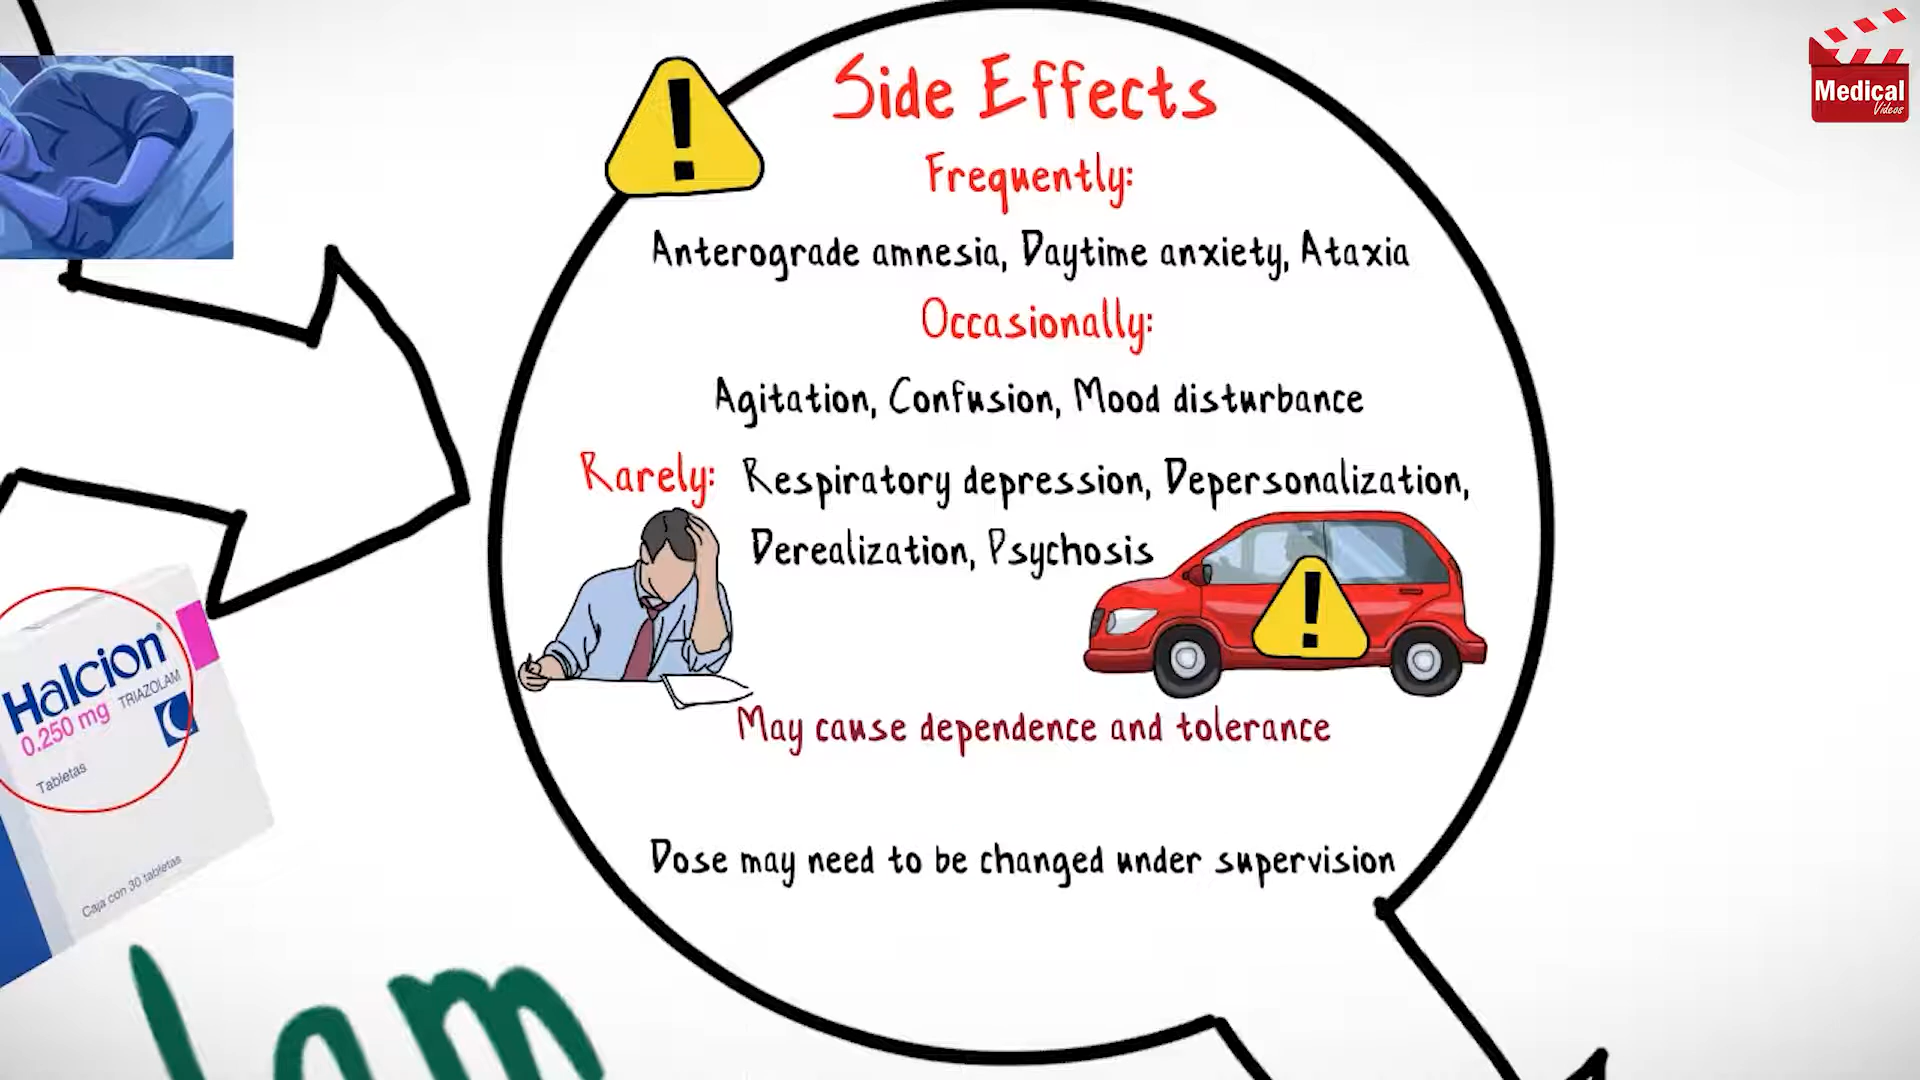 Medical
Videos
Side Effects
Frequently:
Anterograde amnesia, Daytime anxiety, Ataxia
Occasionally:
Agitation, Confusion, Mood disturbance
Rarely: Respiratory depression, Depersonalization,
Derealization, Psychosis
May cause dependence and tolerance
Dose may need to be changed under supervision
Halcion®
0.250 mg TRIAZOLAM
Tabletas
Caja con 30 tabletas
lam